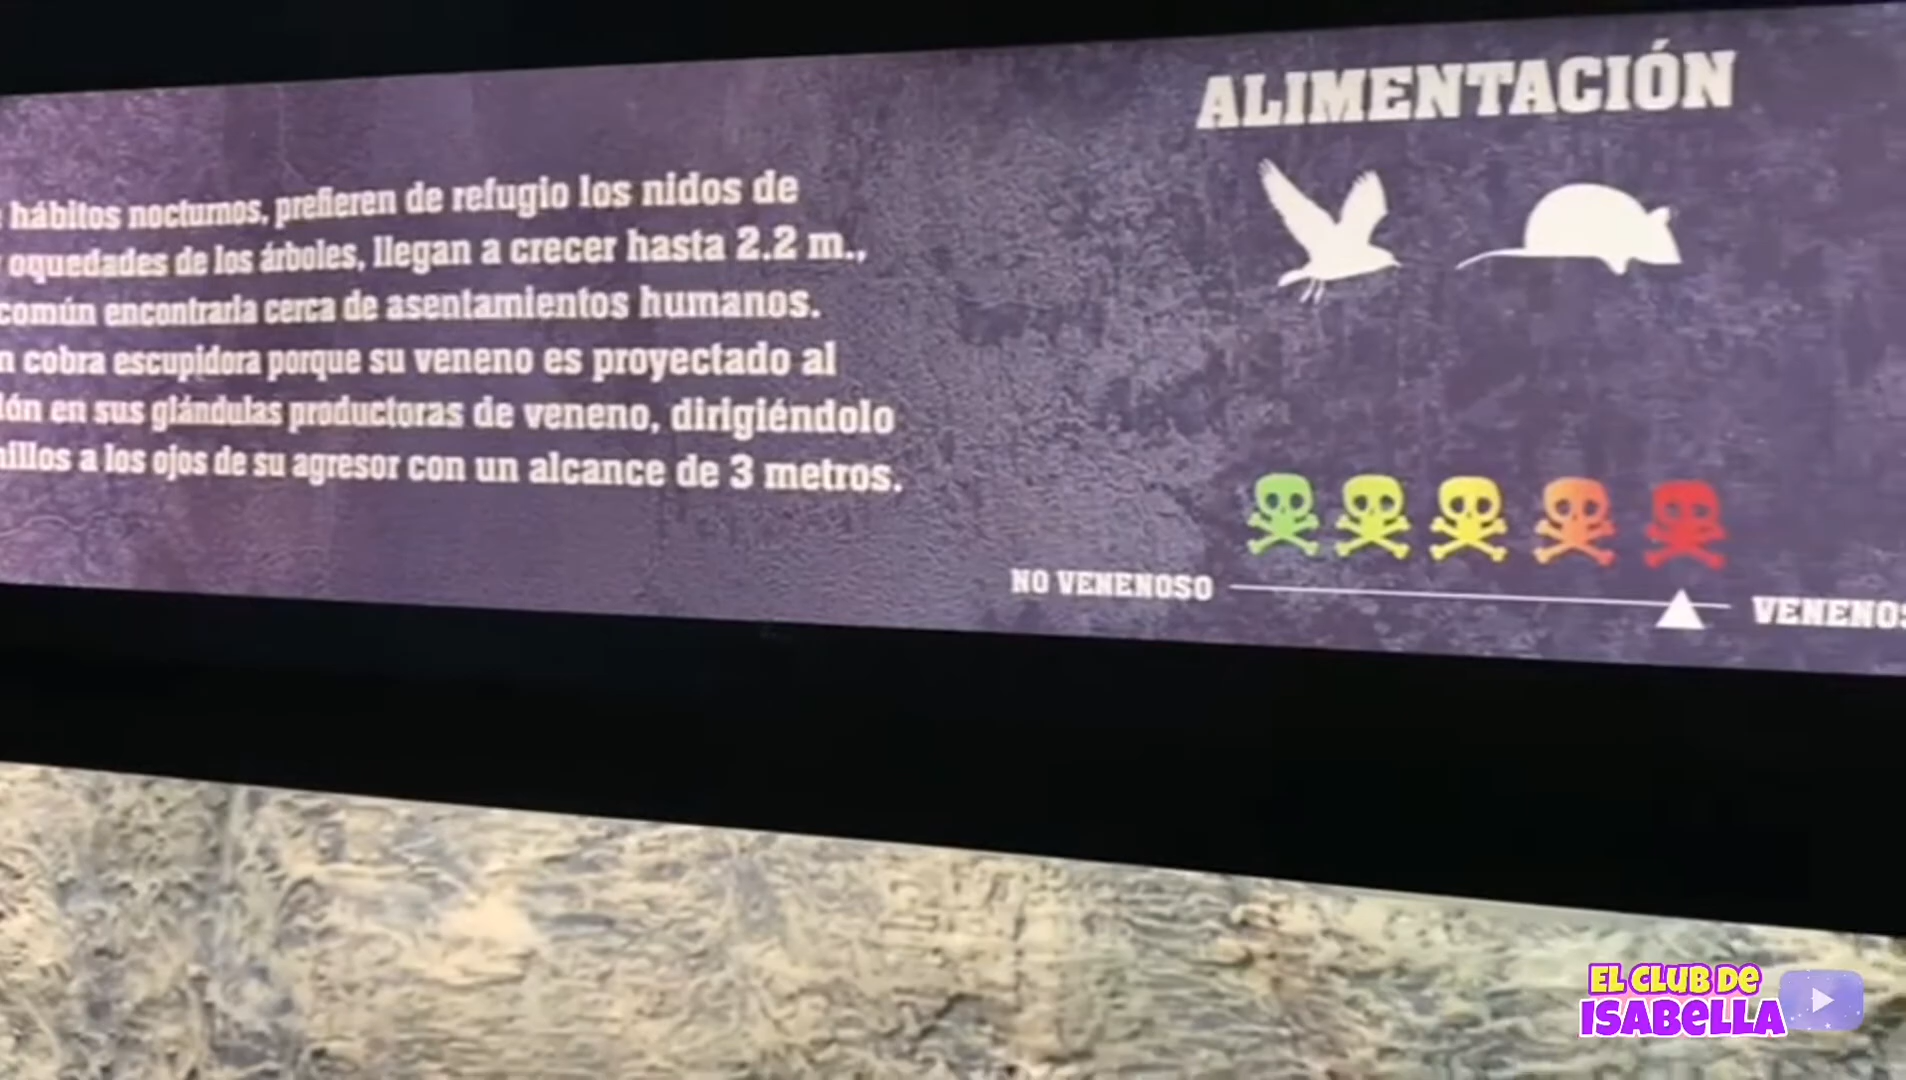 hábitos nocturnos, prefieren de refugio los nidos de
oquedades de los árboles, llegan a crecer hasta 2.2 m.,
común encontrarla cerca de asentamientos humanos.
cobra escupidora porque su veneno es proyectado al
en sus glándulas productoras de veneno, dirigiéndolo
a los ojos de su agresor con un alcance de 3 metros.
ALIMENTACIÓN
NO VENENOSO
VENENOS
EL CLUB DE
ISABELLA